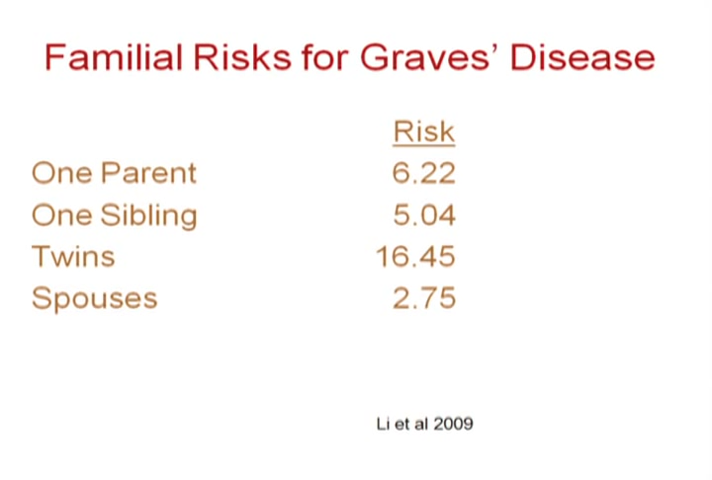 Familial Risks for Graves’ Disease
Risk
One Parent 6.22
One Sibling 5.04
Twins 16.45
Spouses 2.75
Li et al 2009